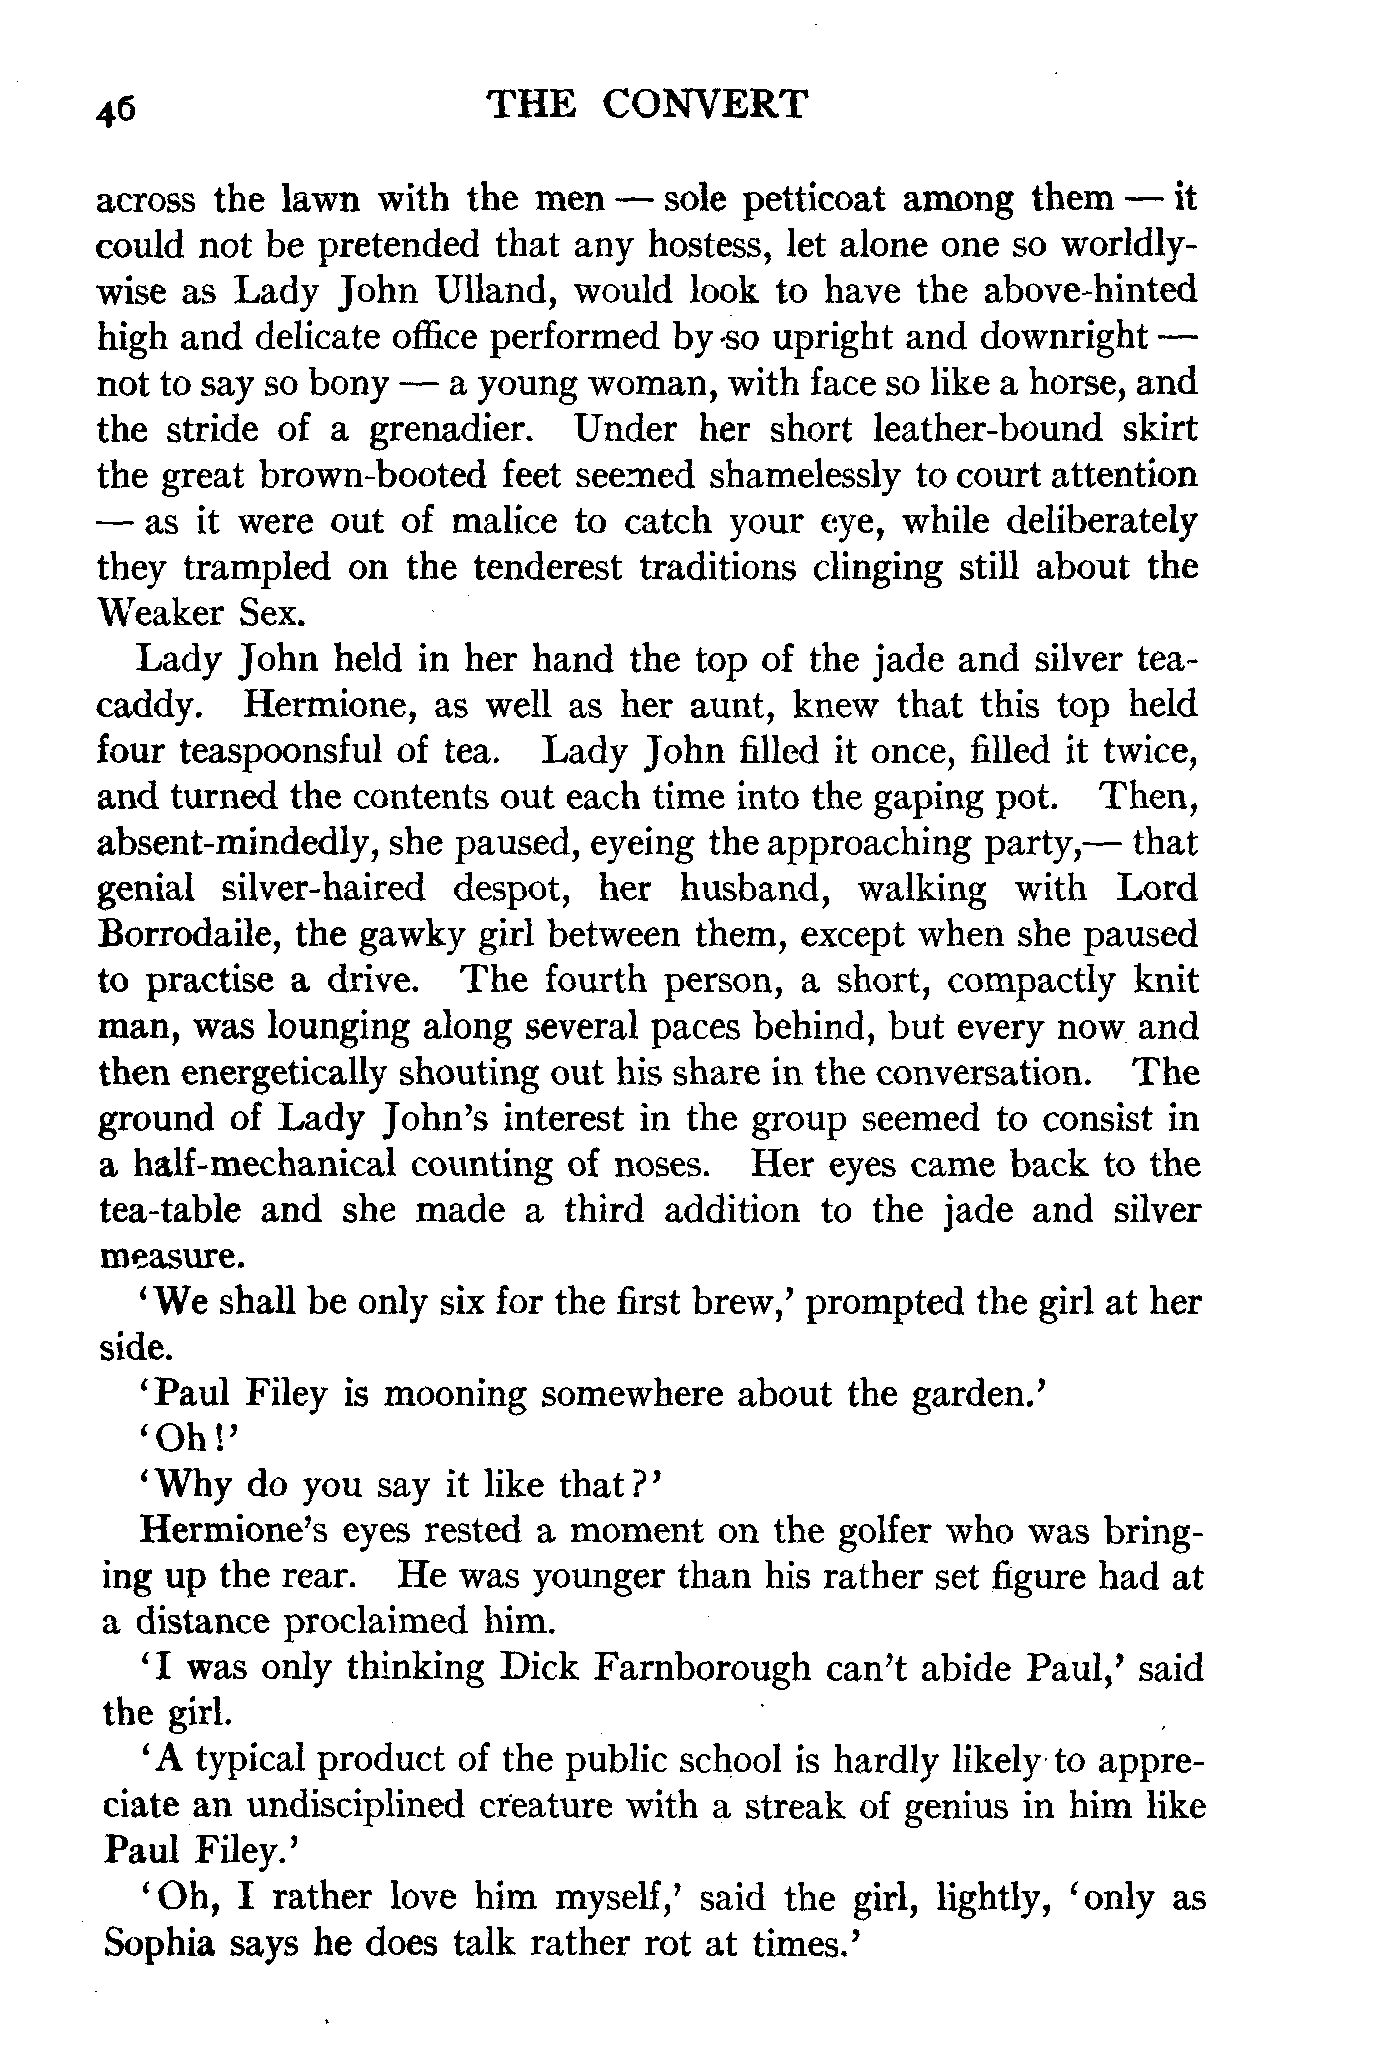 46 THE CONVERT
across the lawn with the men — sole petticoat among them — it
could not be pretended that any hostess, let alone one so worldly-
wise as Lady John Ulland, would look to have the above-hinted
high and delicate office performed by so upright and downright —
not to say so bony — a young woman, with face so like a horse, and
the stride of a grenadier. Under her short leather-bound skirt
the great brown-booted feet seemed shamelessly to court attention
— as it were out of malice to catch your eye, while deliberately
they trampled on the tenderest traditions clinging still about the
Weaker Sex.
Lady John held in her hand the top of the jade and silver tea-
caddy. Hermione, as well as her aunt, knew that this top held
four teaspoonsful of tea. Lady John filled it once, filled it twice,
and turned the contents out each time into the gaping pot. Then,
absent-mindedly, she paused, eyeing the approaching party,— that
genial silver-haired despot, her husband, walking with Lord
Borrodaile, the gawky girl between them, except when she paused
to practise a drive. The fourth person, a short, compactly knit
man, was lounging along several paces behind, but every now and
then energetically shouting out his share in the conversation. The
ground of Lady John's interest in the group seemed to consist in
a half-mechanical counting of noses. Her eyes came back to the
tea-table and she made a third addition to the jade and silver
measure.
‘We shall be only six for the first brew,’ prompted the girl at her
side.
‘Paul Filey is mooning somewhere about the garden.’
‘Oh!’
‘Why do you say it like that?’
Hermione's eyes rested a moment on the golfer who was bring-
ing up the rear. He was younger than his rather set figure had at
a distance proclaimed him.
‘I was only thinking Dick Farnborough can't abide Paul,’ said
the girl.
‘A typical product of the public school is hardly likely to appre-
ciate an undisciplined creature with a streak of genius in him like
Paul Filey.’
‘Oh, I rather love him myself,’ said the girl, lightly, ‘only as
Sophia says he does talk rather rot at times.’